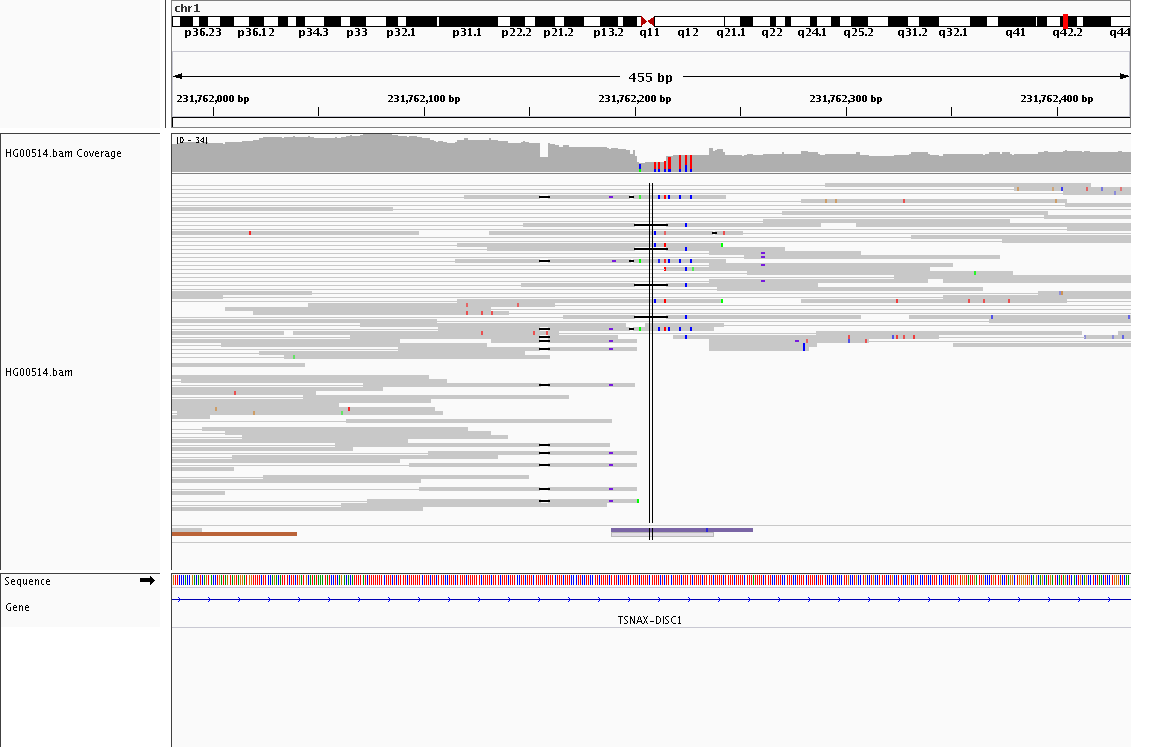 chr1
p36.23 p36.12 p34.3 p33 p32.1 p31.1 p22.2 p21.2 p13.2 q11 q12 q21.1 q22 q24.1 q25.2 q31.2 q32.1 q41 q42.2 q44
455 bp
231,762,000 bp 231,762,100 bp 231,762,200 bp 231,762,300 bp 231,762,400 bp
HG00514.bam Coverage
[0 - 34]
HG00514.bam
Sequence
Gene
TSNAX-DISC1